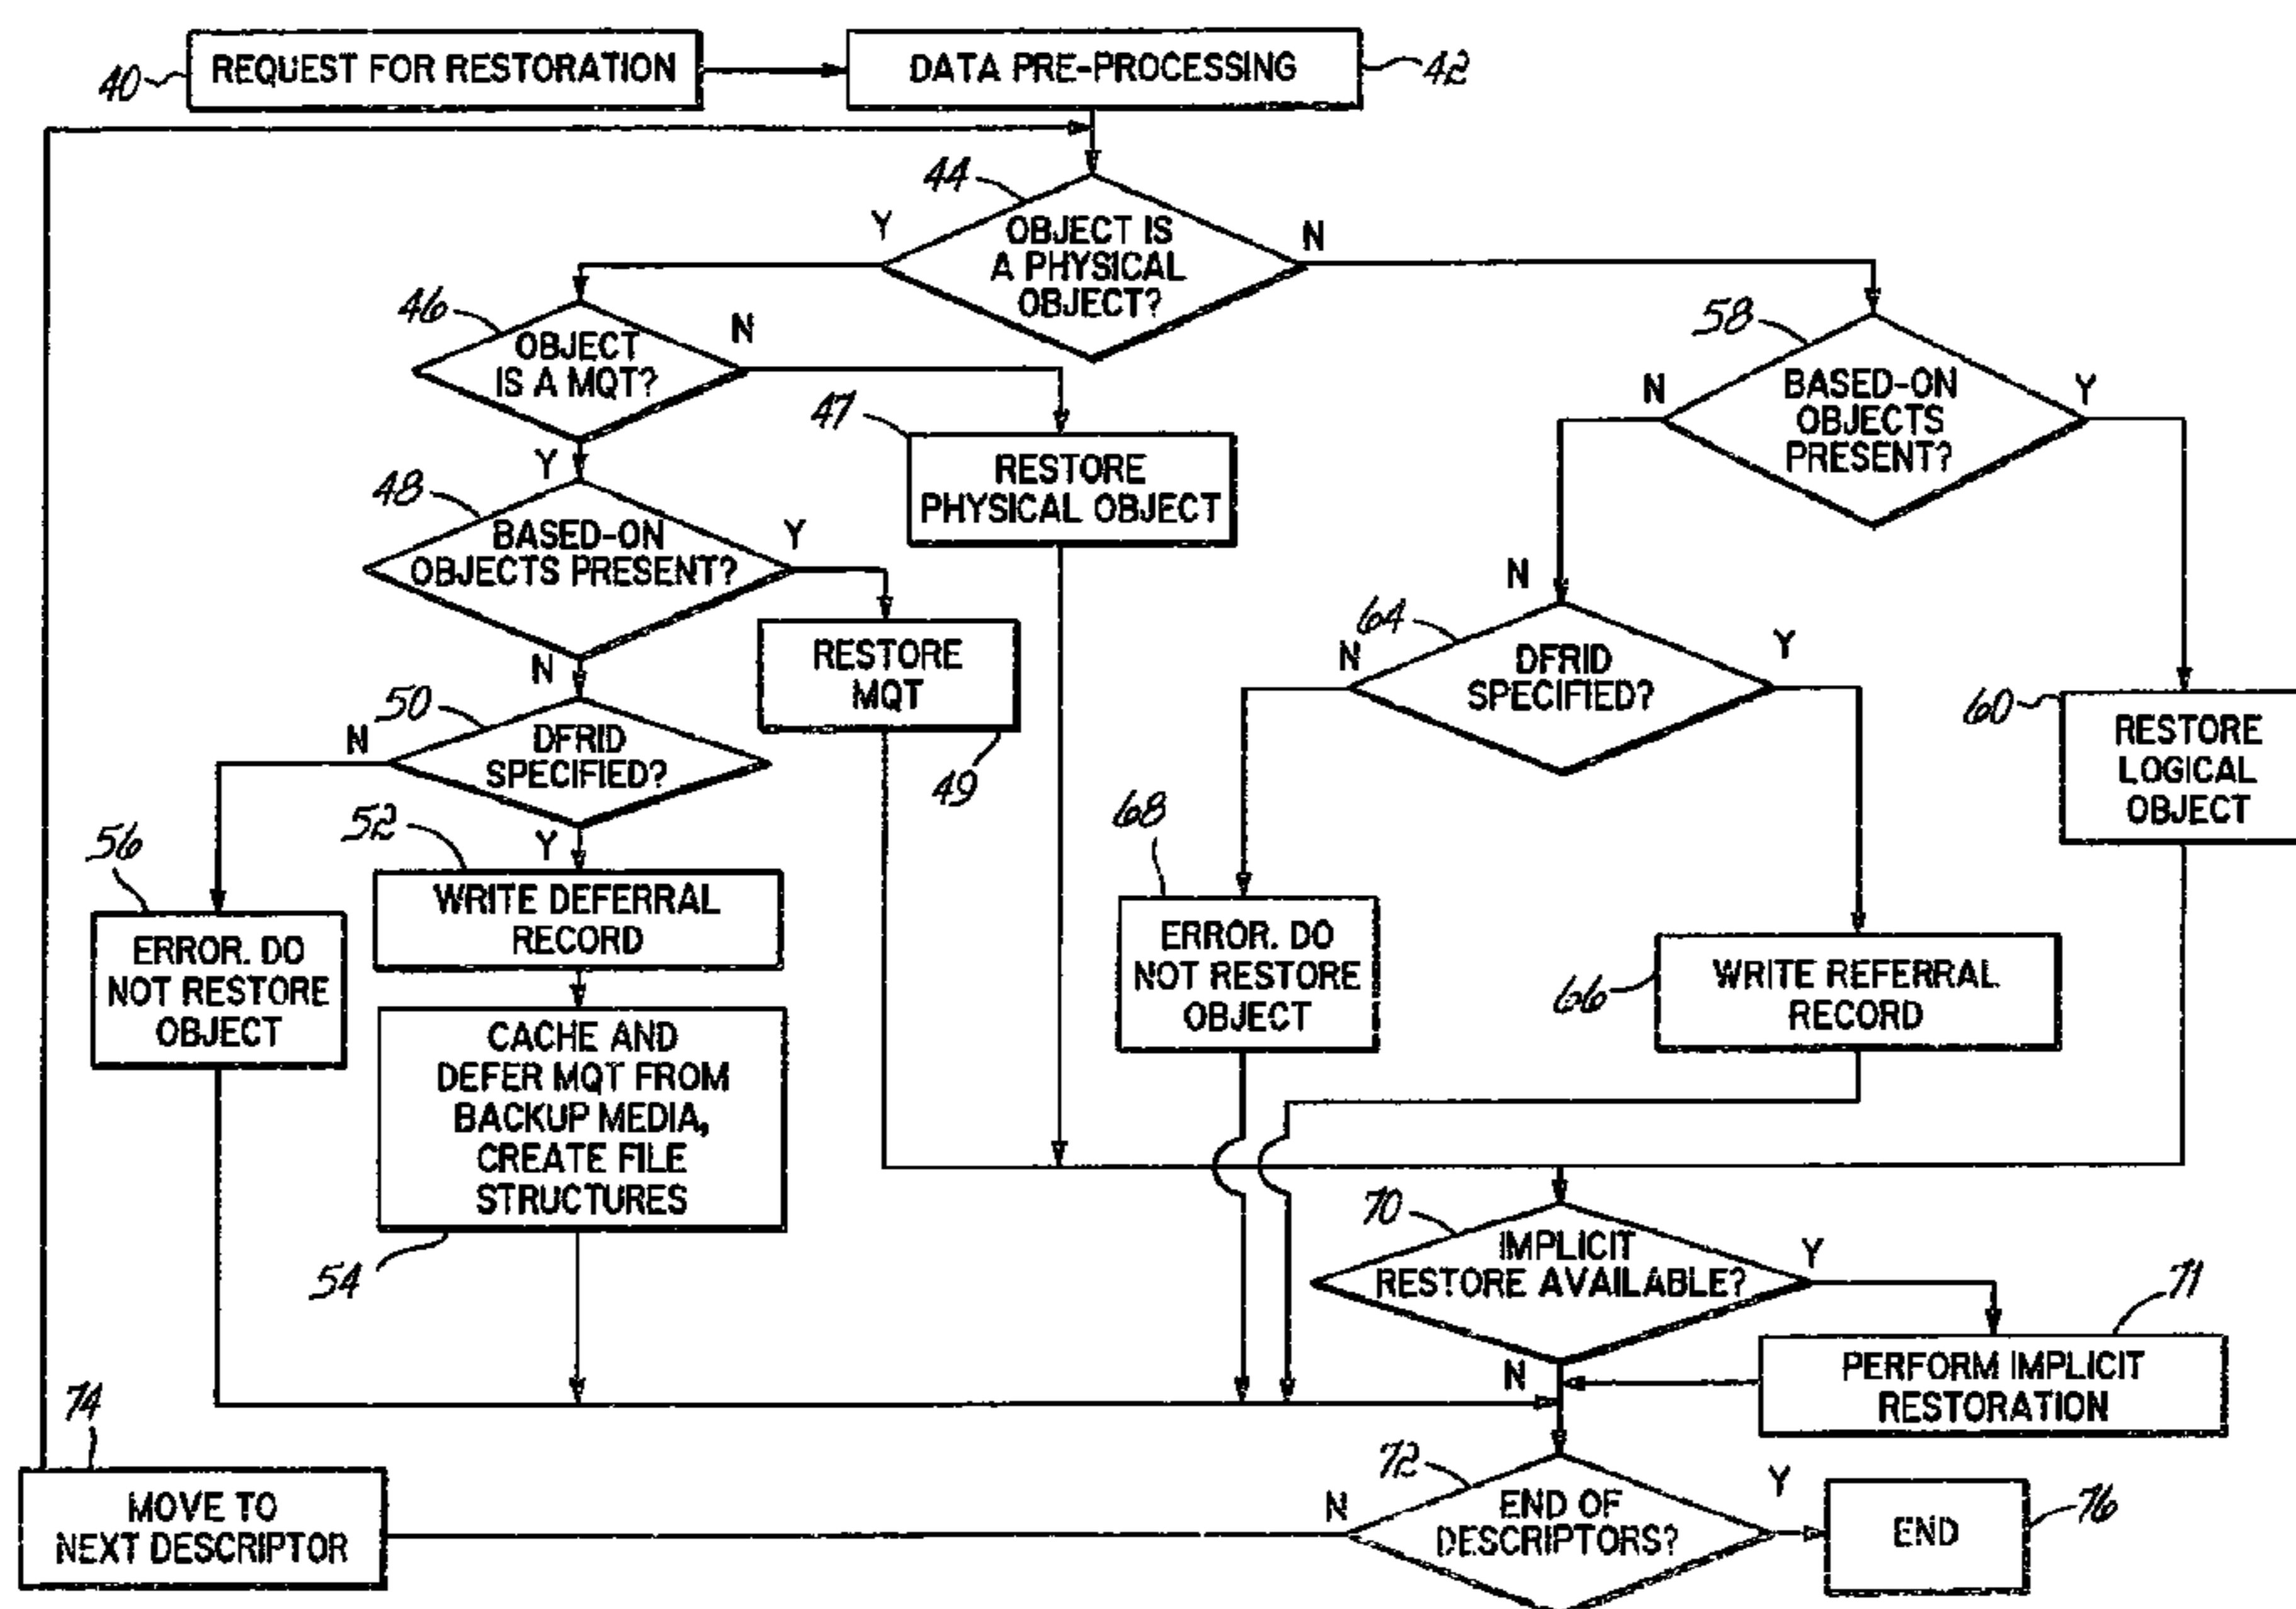 40
REQUEST FOR RESTORATION
DATA PRE-PROCESSING
42
44
Y
OBJECT IS
A PHYSICAL
OBJECT?
N
46
OBJECT
IS A MQT?
N
Y
47
RESTORE
PHYSICAL OBJECT
58
N
BASED-ON
OBJECTS
PRESENT?
Y
48
BASED-ON
OBJECTS PRESENT?
Y
N
RESTORE
MQT
49
N
64
N
DFRID
SPECIFIED?
Y
60
RESTORE
LOGICAL
OBJECT
50
N
DFRID
SPECIFIED?
Y
56
ERROR. DO
NOT RESTORE
OBJECT
52
WRITE DEFERRAL
RECORD
68
ERROR. DO
NOT RESTORE
OBJECT
66
WRITE REFERRAL
RECORD
CACHE AND
DEFER MQT FROM
BACKUP MEDIA,
CREATE FILE
STRUCTURES
54
70
IMPLICIT
RESTORE AVAILABLE?
Y
N
71
PERFORM IMPLICIT
RESTORATION
74
MOVE TO
NEXT DESCRIPTOR
72
N
END OF
DESCRIPTORS?
Y
END
76